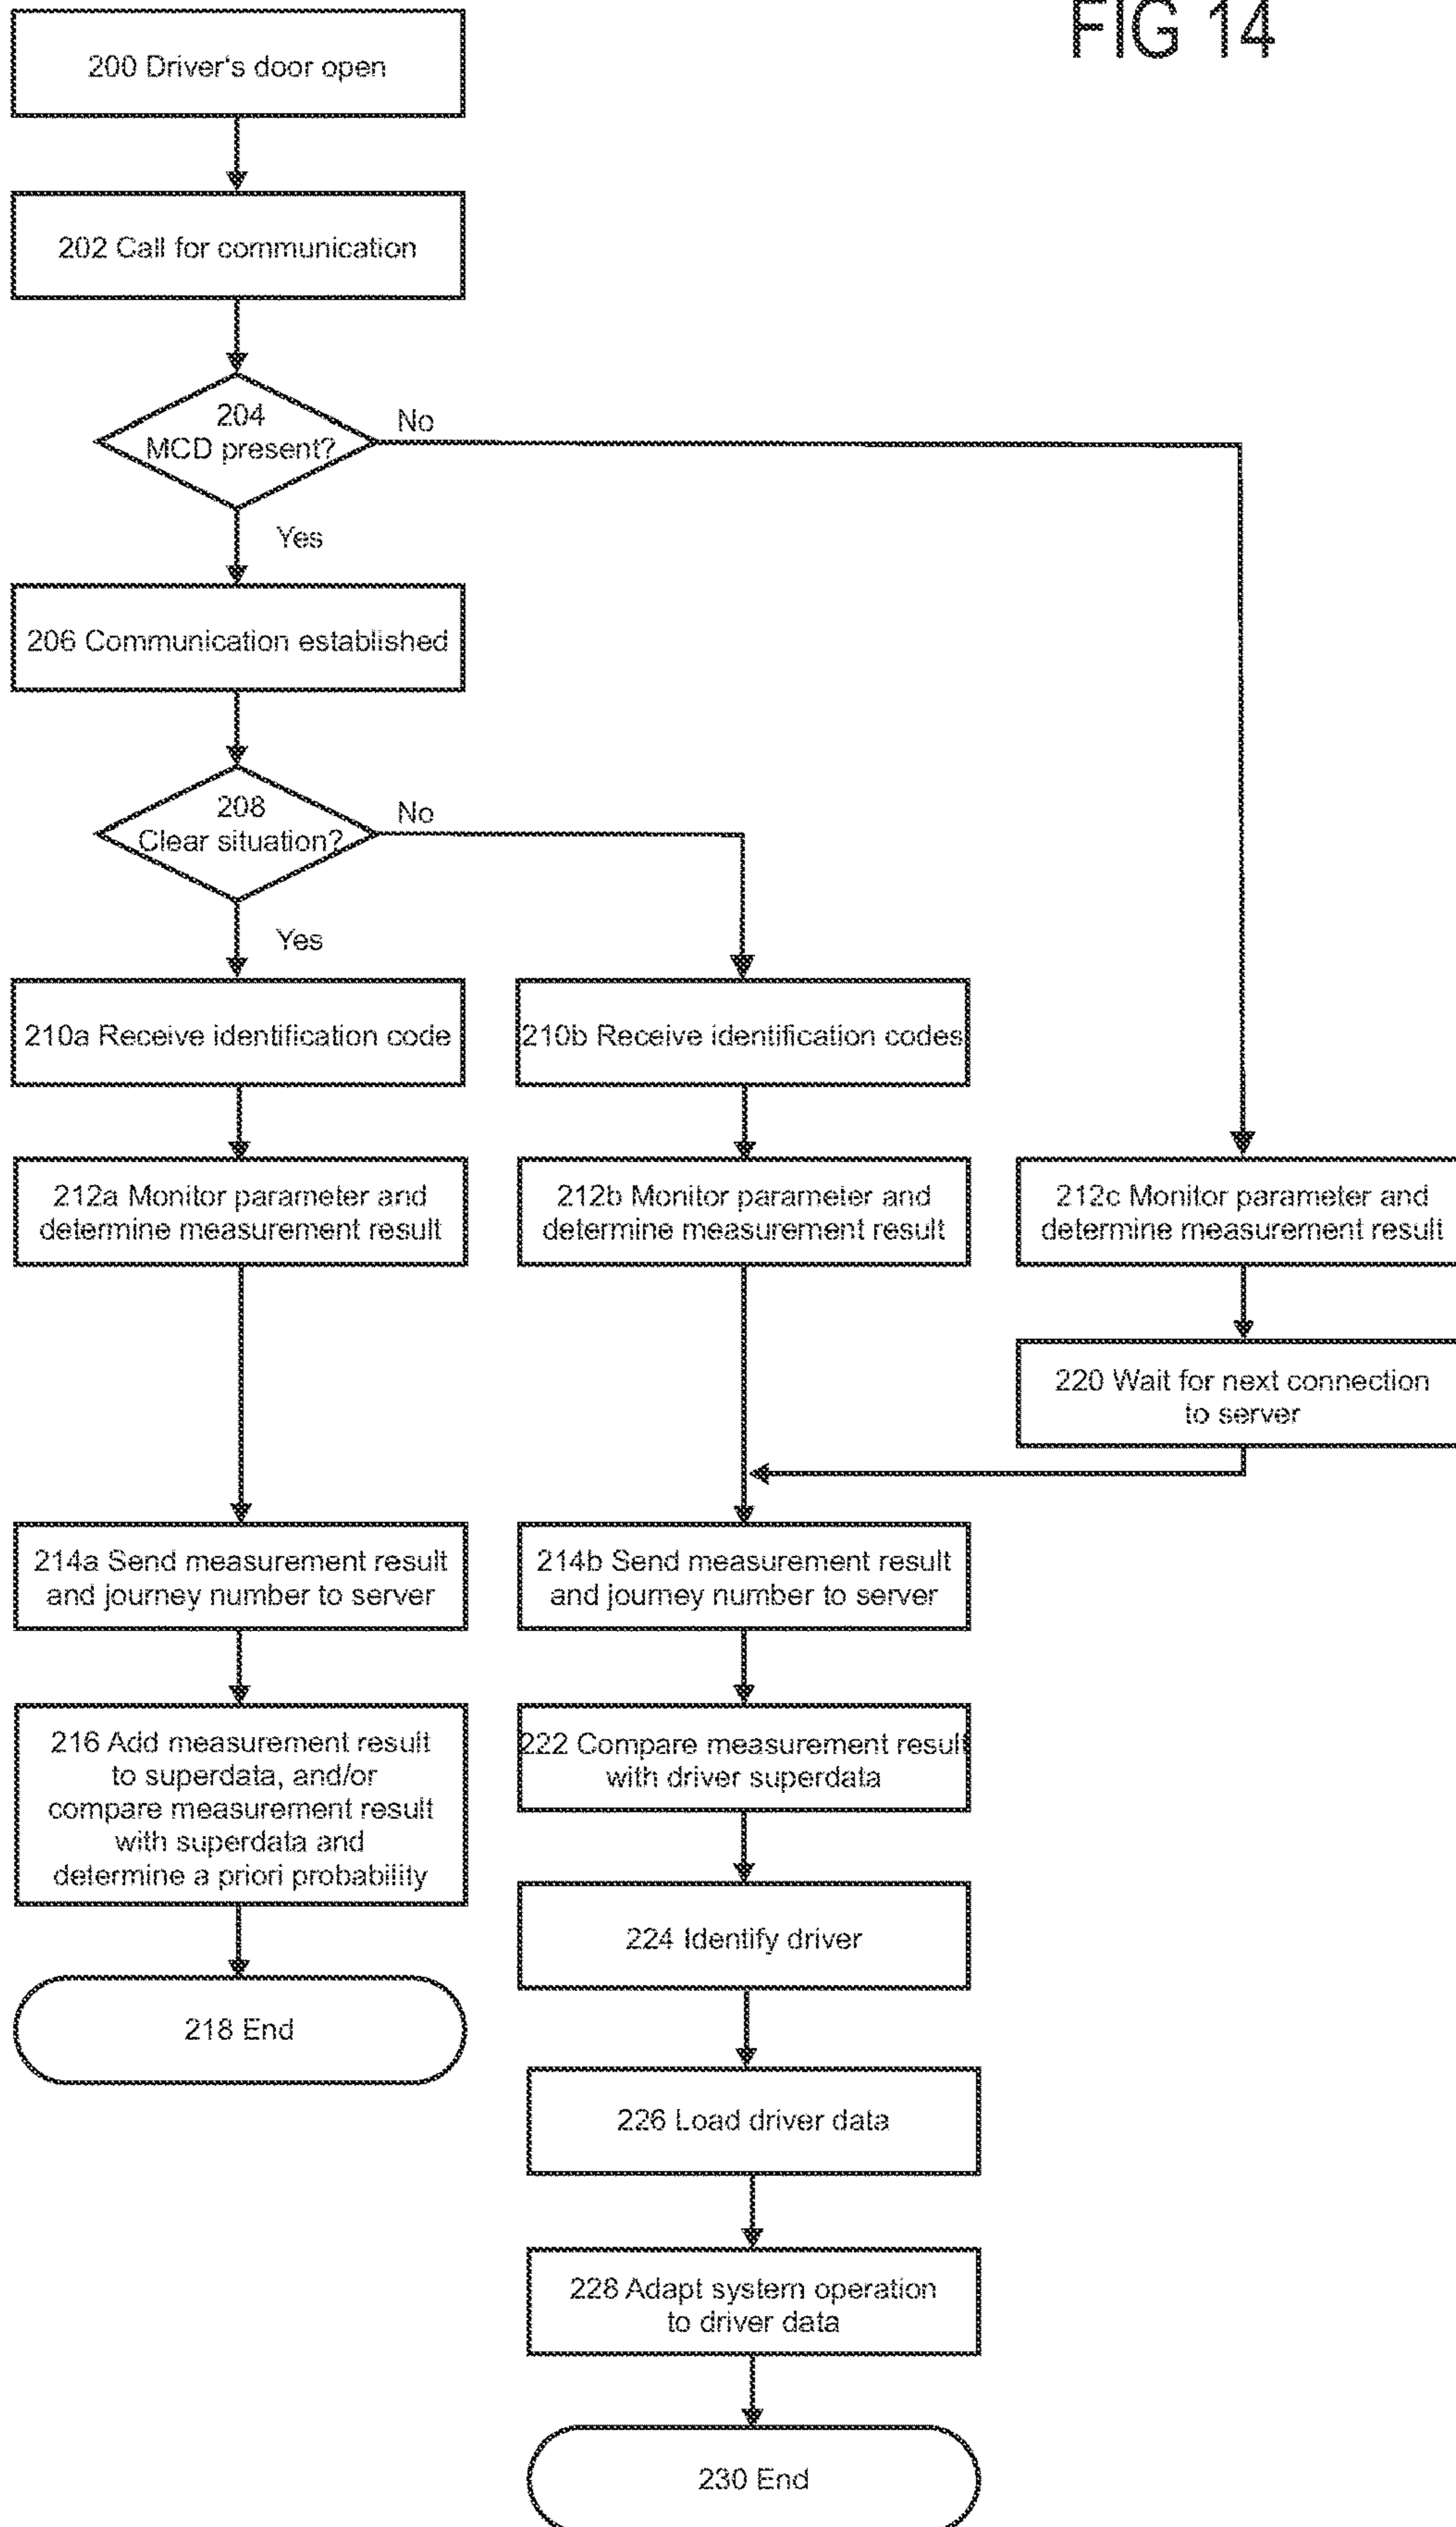 FIG 14
200 Driver's door open
202 Call for communication
204
MCD present?
No
Yes
206 Communication established
208
Clear situation?
No
Yes
210a Receive identification code
210b Receive identification codes
212a Monitor parameter and
determine measurement result
212b Monitor parameter and
determine measurement result
212c Monitor parameter and
determine measurement result
220 Wait for next connection
to server
214a Send measurement result
and journey number to server
214b Send measurement result
and journey number to server
216 Add measurement result
to superdata, and/or
compare measurement result
with superdata and
determine a priori probability
222 Compare measurement result
with driver superdata
224 Identify driver
218 End
226 Load driver data
228 Adapt system operation
to driver data
230 End